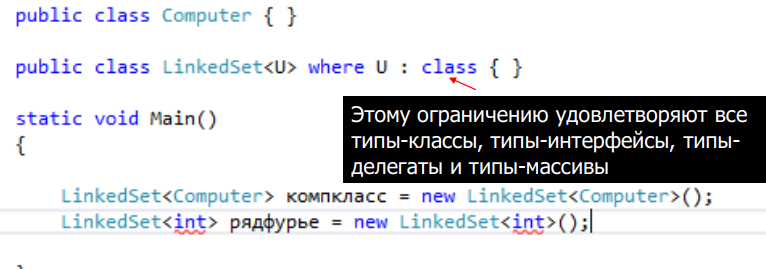 public class Computer { }
public class LinkedSet<U> where U : class { }
static void Main()
{
Этому ограничению удовлетворяют все
типы-классы, типы-интерфейсы, типы-
делегаты и типы-массивы
LinkedSet<Computer> компкласс = new LinkedSet<Computer>();
LinkedSet<int> рядфурье = new LinkedSet<int>();